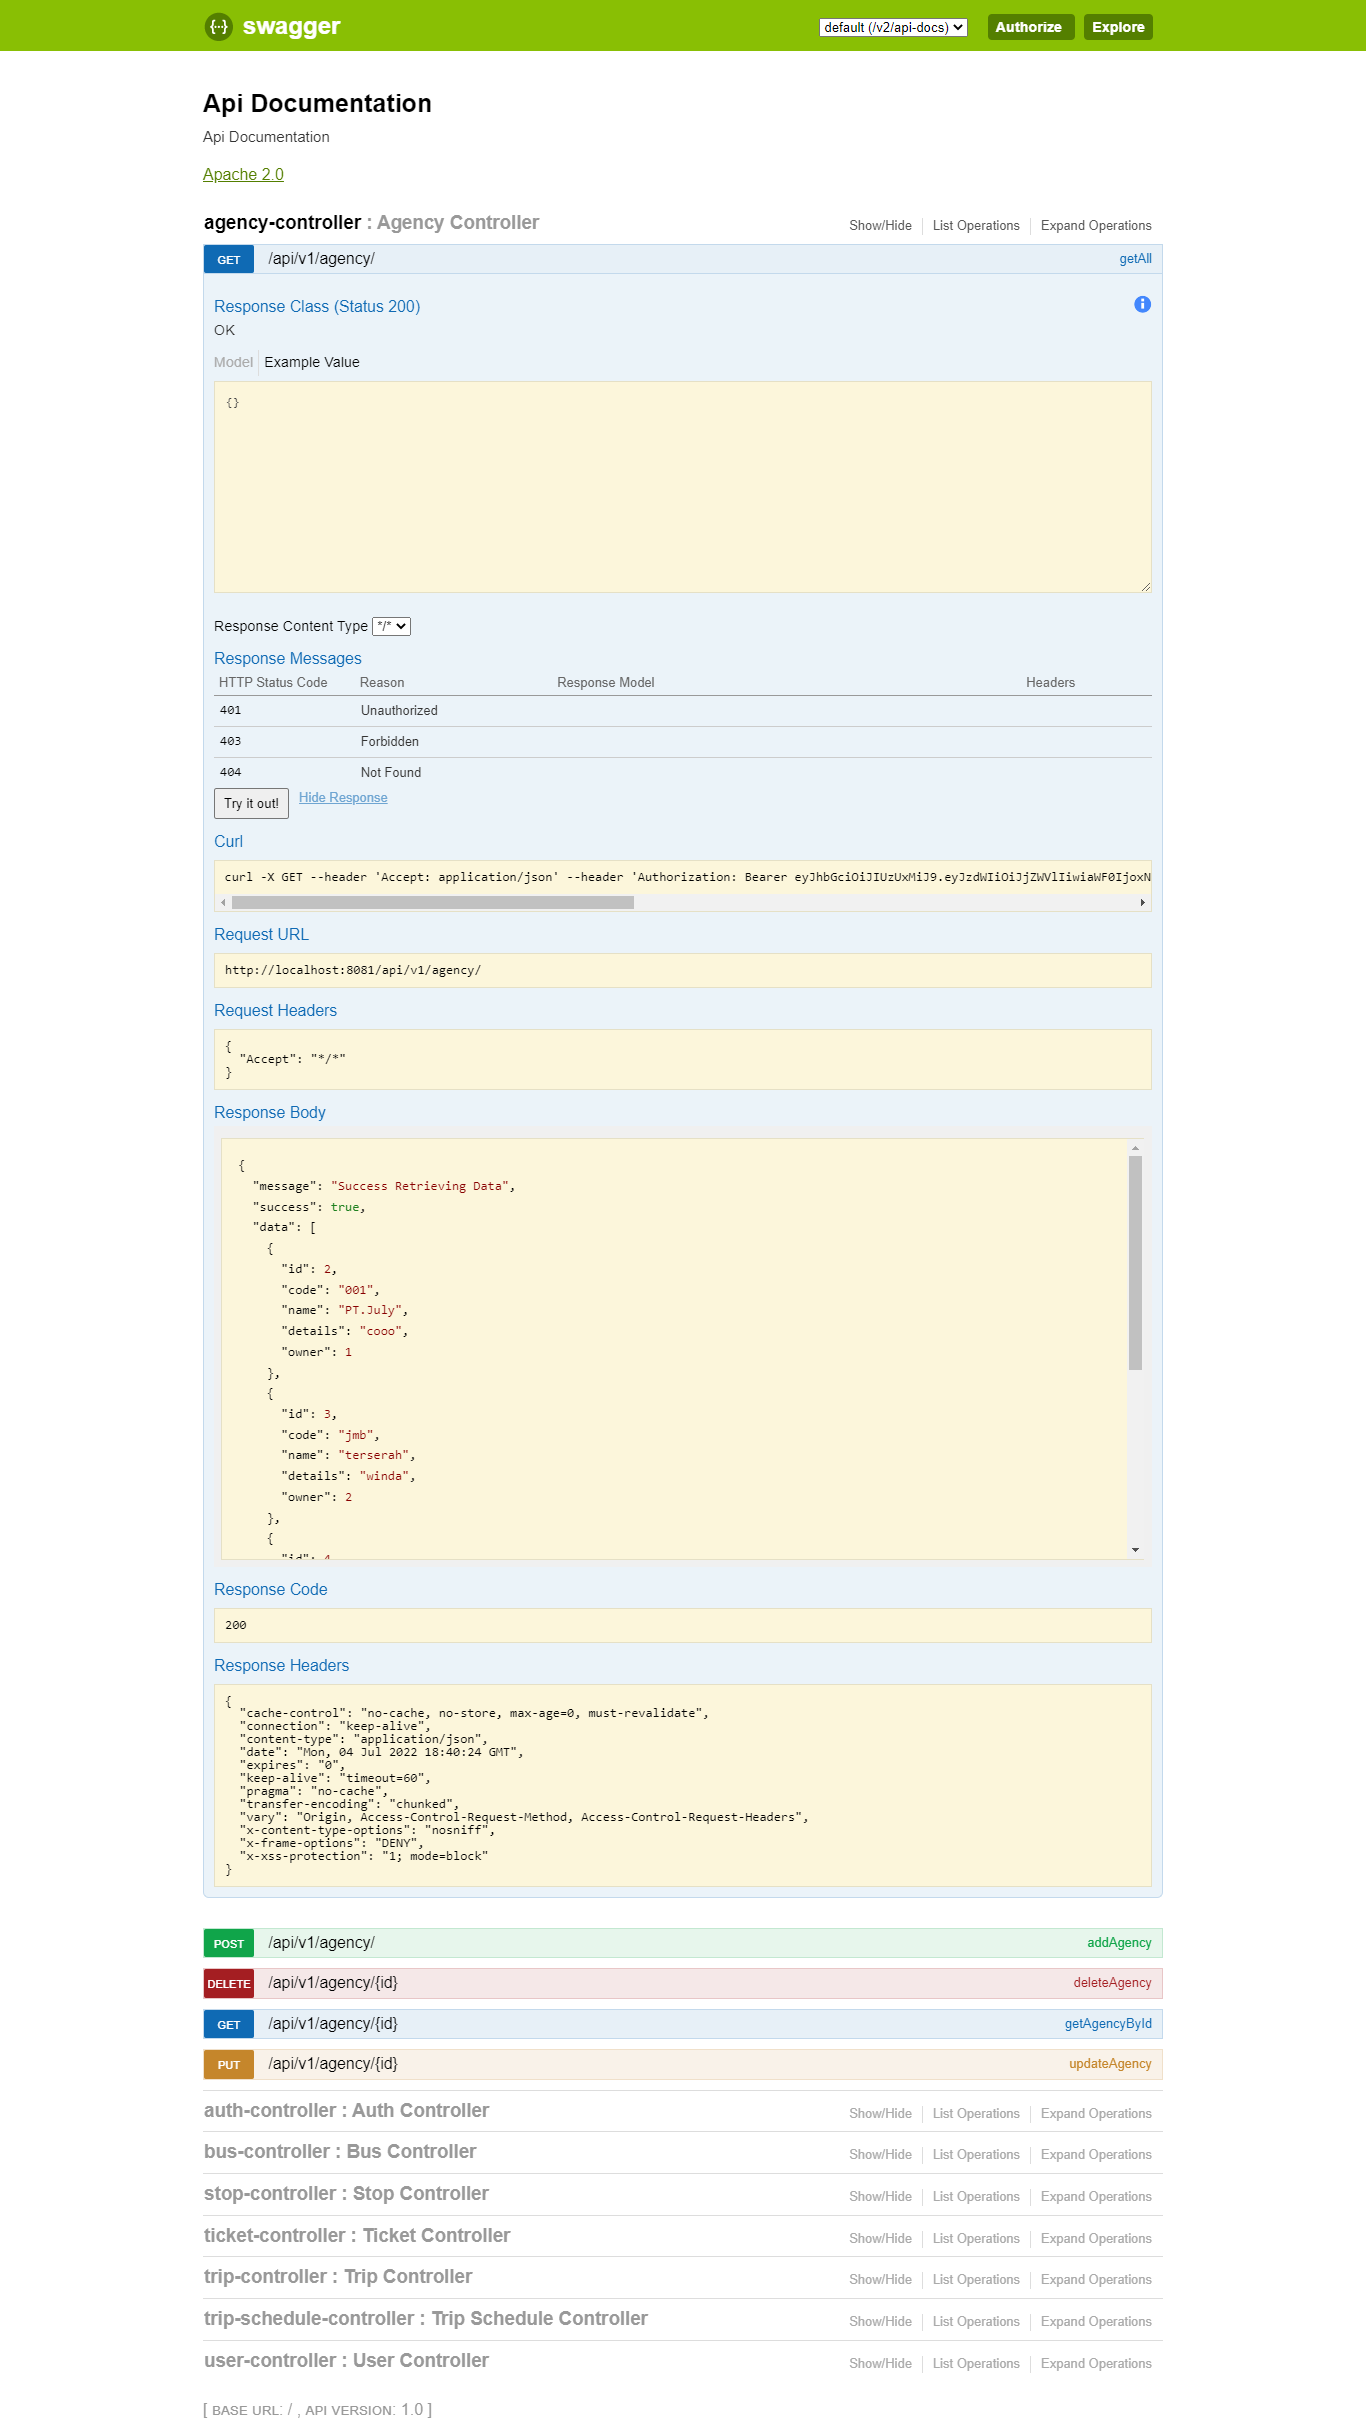 swagger default (/v2/api-docs) Authorize Explore
Api Documentation
Api Documentation
Apache 2.0
agency-controller : Agency Controller Show/Hide List Operations Expand Operations
GET /api/v1/agency/ getAll
Response Class (Status 200)
OK
Model Example Value
{}
Response Content Type */*
Response Messages
HTTP Status Code Reason Response Model Headers
401 Unauthorized
403 Forbidden
404 Not Found
Try it out! Hide Response
Curl
curl -X GET --header 'Accept: application/json' --header 'Authorization: Bearer eyJhbGciOiJIUzUxMiJ9.eyJzdWIiOiJjZWVlIiwiaWF0IjoxN
Request URL
http://localhost:8081/api/v1/agency/
Request Headers
{
"Accept": "*/*"
}
Response Body
{
"message": "Success Retrieving Data",
"success": true,
"data": [
{
"id": 2,
"code": "001",
"name": "PT.July",
"details": "cooo",
"owner": 1
},
{
"id": 3,
"code": "jmb",
"name": "terserah",
"details": "winda",
"owner": 2
},
{
"id": 4
Response Code
200
Response Headers
{
"cache-control": "no-cache, no-store, max-age=0, must-revalidate",
"connection": "keep-alive",
"content-type": "application/json",
"date": "Mon, 04 Jul 2022 18:40:24 GMT",
"expires": "0",
"keep-alive": "timeout=60",
"pragma": "no-cache",
"transfer-encoding": "chunked",
"vary": "Origin, Access-Control-Request-Method, Access-Control-Request-Headers",
"x-content-type-options": "nosniff",
"x-frame-options": "DENY",
"x-xss-protection": "1; mode=block"
}
POST /api/v1/agency/ addAgency
DELETE /api/v1/agency/{id} deleteAgency
GET /api/v1/agency/{id} getAgencyById
PUT /api/v1/agency/{id} updateAgency
auth-controller : Auth Controller Show/Hide List Operations Expand Operations
bus-controller : Bus Controller Show/Hide List Operations Expand Operations
stop-controller : Stop Controller Show/Hide List Operations Expand Operations
ticket-controller : Ticket Controller Show/Hide List Operations Expand Operations
trip-controller : Trip Controller Show/Hide List Operations Expand Operations
trip-schedule-controller : Trip Schedule Controller Show/Hide List Operations Expand Operations
user-controller : User Controller Show/Hide List Operations Expand Operations
[ BASE URL: / , API VERSION: 1.0 ]